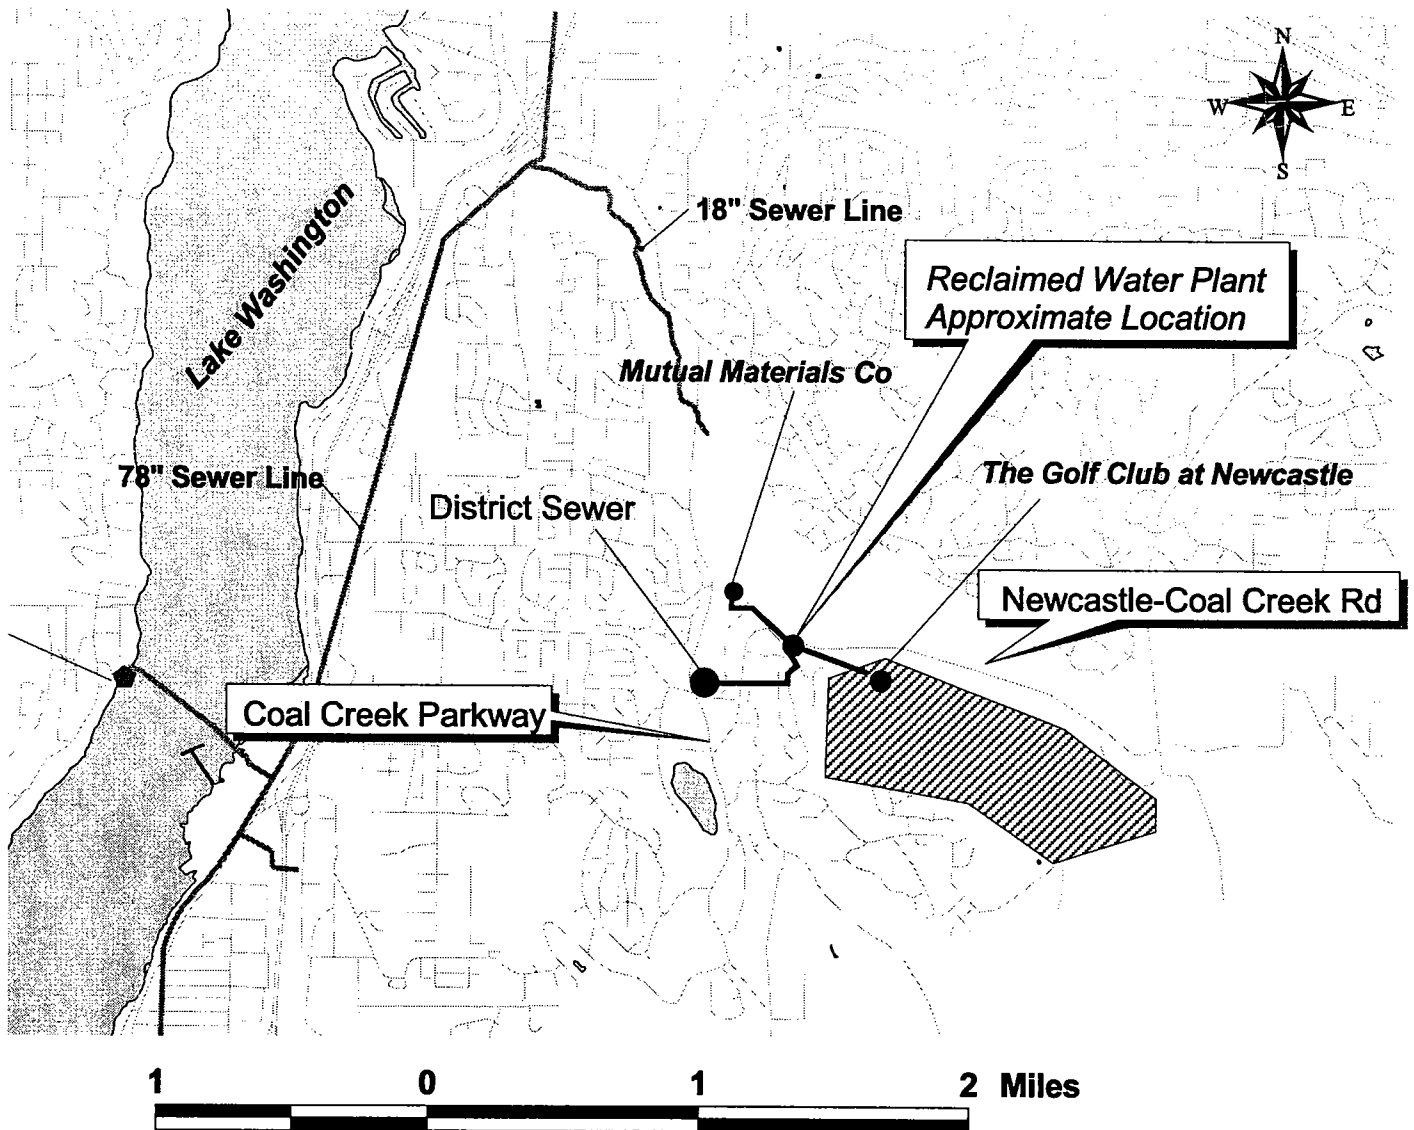 N
W E
S
Lake Washington
18" Sewer Line
Reclaimed Water Plant
Approximate Location
Mutual Materials Co
78" Sewer Line
The Golf Club at Newcastle
District Sewer
Newcastle-Coal Creek Rd
Coal Creek Parkway
1 0 1 2 Miles